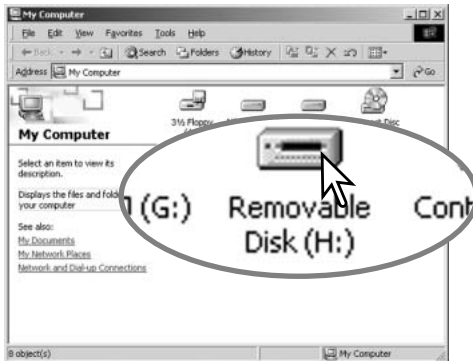 My Computer
File Edit View Favorites Tools Help
Back Search Folders History
Address My Computer Go
3½ Floppy Disc
My Computer
Select an item to view its
description.
Displays the files and
your computer
(G:) Removable
Disk (H:)
See also:
My Documents
My Network Places
Network and Dial-up Connections
8 object(s) My Computer